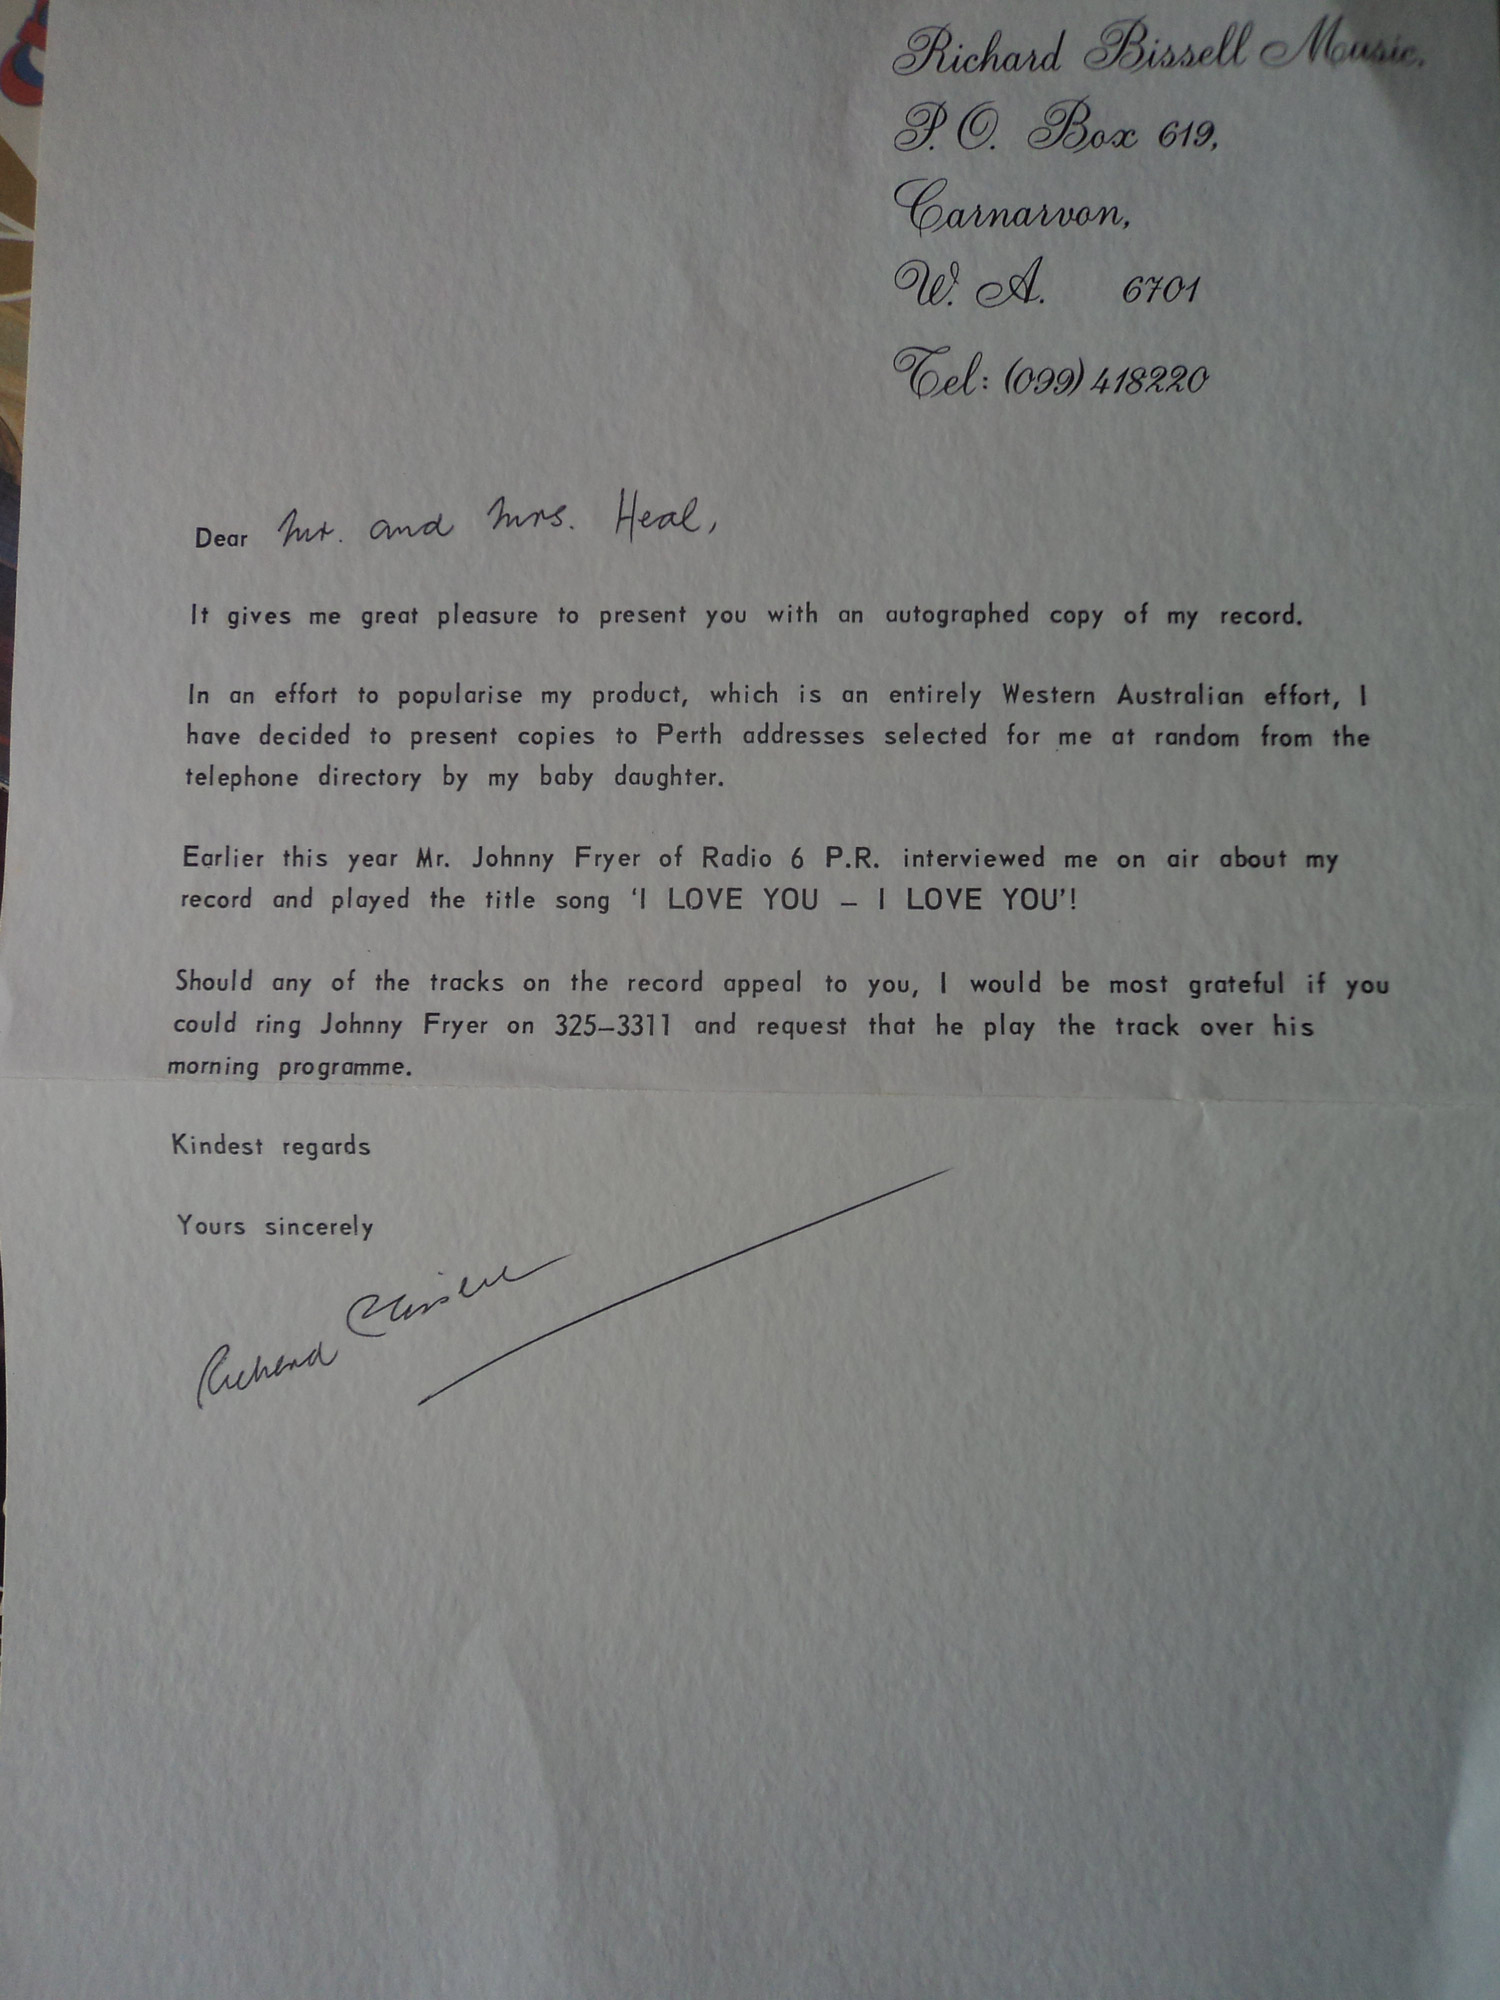 Richard Bissell Music.
P.O. Box 619,
Carnarvon,
W. A. 6701
Tel: (099) 418220
Dear Mr. and Mrs. Heal,
It gives me great pleasure to present you with an autographed copy of my record.
In an effort to popularise my product, which is an entirely Western Australian effort, I
have decided to present copies to Perth addresses selected for me at random from the
telephone directory by my baby daughter.
Earlier this year Mr. Johnny Fryer of Radio 6 P.R. interviewed me on air about my
record and played the title song ‘I LOVE YOU – I LOVE YOU’!
Should any of the tracks on the record appeal to you, I would be most grateful if you
could ring Johnny Fryer on 325–3311 and request that he play the track over his
morning programme.
Kindest regards
Yours sincerely
Richard Bissell